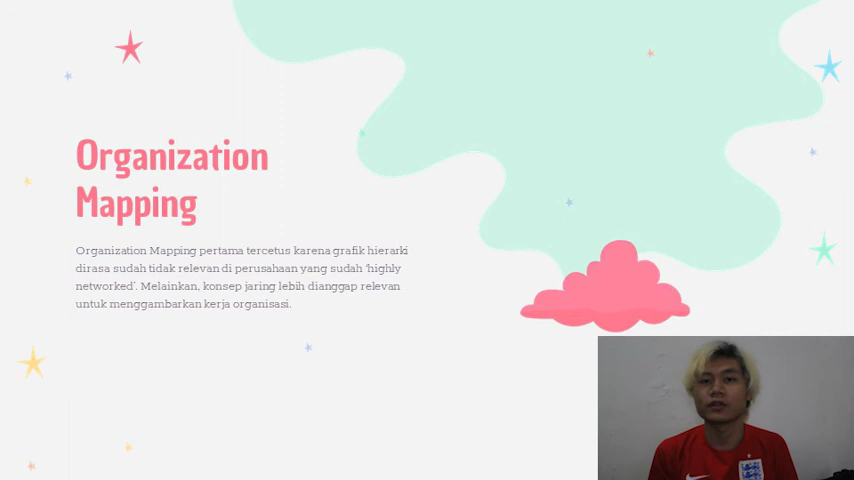 Organization
Mapping
Organization Mapping pertama tercetus karena grafik hierarki
dirasa sudah tidak relevan di perusahaan yang sudah 'highly
networked'. Melainkan, konsep jaring lebih dianggap relevan
untuk menggambarkan kerja organisasi.